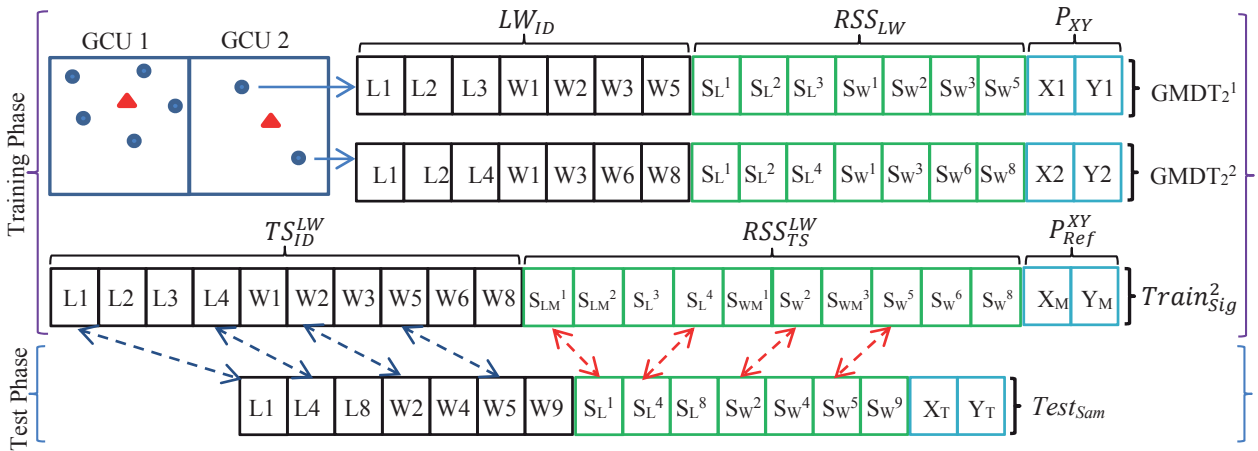 Training Phase
GCU 1 GCU 2
LW_ID RSS_LW P_XY
L1 L2 L3 W1 W2 W3 W5 S_L^1 S_L^2 S_L^3 S_W^1 S_W^2 S_W^3 S_W^5 X1 Y1 GMDT_2^1
L1 L2 L4 W1 W3 W6 W8 S_L^1 S_L^2 S_L^4 S_W^1 S_W^3 S_W^6 S_W^8 X2 Y2 GMDT_2^2
TS_ID^LW RSS_TS^LW P_Ref^XY
L1 L2 L3 L4 W1 W2 W3 W5 W6 W8 S_LM^1 S_LM^2 S_L^3 S_L^4 S_WM^1 S_W^2 S_WM^3 S_W^5 S_W^6 S_W^8 X_M Y_M Train_Sig^2
Test Phase
L1 L4 L8 W2 W4 W5 W9 S_L^1 S_L^4 S_L^8 S_W^2 S_W^4 S_W^5 S_W^9 X_T Y_T Test_Sam